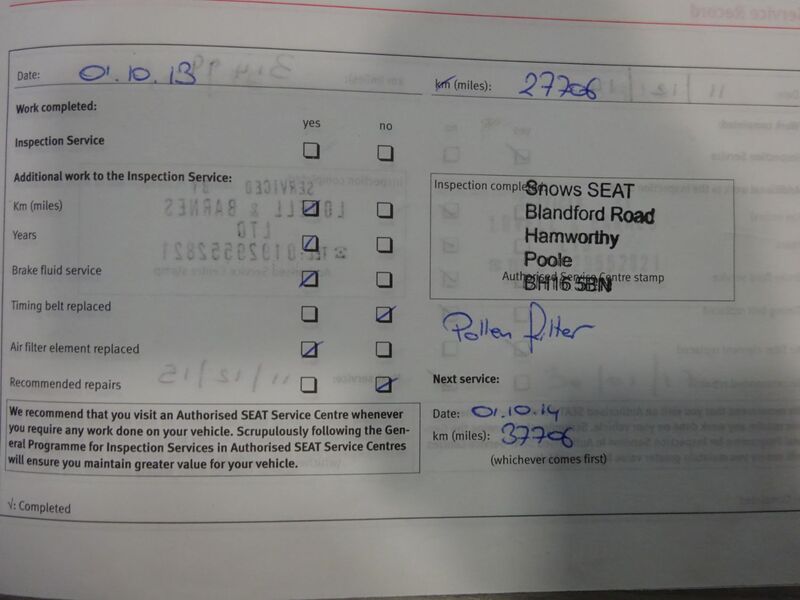 Date: 01.10.13
km (miles): 27706
Work completed:
yes no
Inspection Service
Additional work to the Inspection Service:
Km (miles)
Years
Brake fluid service
Timing belt replaced
Air filter element replaced
Recommended repairs
Inspection completed
Snows SEAT
Blandford Road
Hamworthy
Poole
BH16 5BN
Authorised Service Centre stamp
Pollen filter
Next service:
Date: 01.10.14
km (miles): 37706
(whichever comes first)
We recommend that you visit an Authorised SEAT Service Centre whenever
you require any work done on your vehicle. Scrupulously following the Gen-
eral Programme for Inspection Services in Authorised SEAT Service Centres
will ensure you maintain greater value for your vehicle.
√: Completed